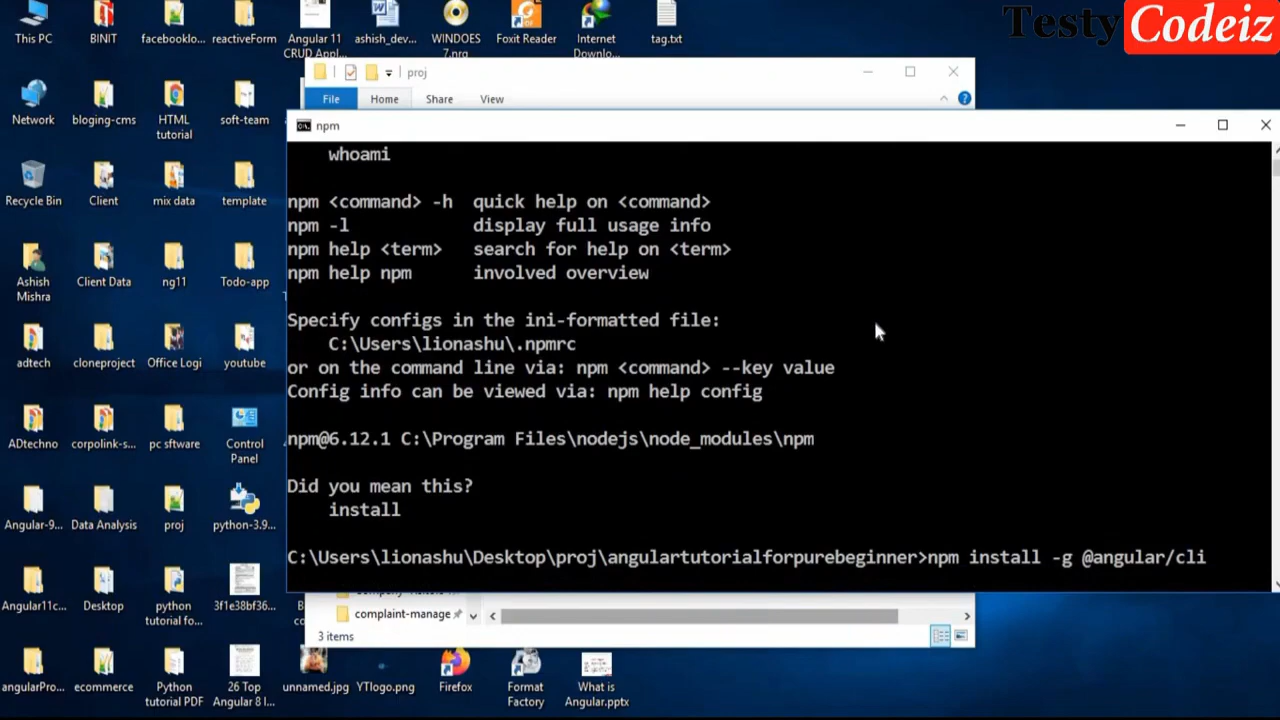 This PC
BINIT
facebooklo...
reactiveForm
Angular 11
CRUD Appl...
ashish_dev...
WINDOES
7.nrg
Foxit Reader
Internet
Downlo...
tag.txt
Testy Codeiz
proj
File
Home
Share
View
Network
bloging-cms
HTML
tutorial
soft-team
npm
whoami
npm <command> -h  quick help on <command>
npm -l            display full usage info
npm help <term>   search for help on <term>
npm help npm      involved overview
Specify configs in the ini-formatted file:
C:\Users\lionashu\.npmrc
or on the command line via: npm <command> --key value
Config info can be viewed via: npm help config
npm@6.12.1 C:\Program Files\nodejs\node_modules\npm
Did you mean this?
install
C:\Users\lionashu\Desktop\proj\angulartutorialforpurebeginner>npm install -g @angular/cli
Recycle Bin
Client
mix data
template
Ashish
Mishra
Client Data
ng11
Todo-app
adtech
cloneproject
Office Logi
youtube
ADtechno
corpolink-s...
pc sftware
Control
Panel
Angular-9...
Data Analysis
proj
python-3.9...
Angular11c...
Desktop
python
tutorial fo...
3f1e38bf36...
complaint-manage
3 items
angularPro...
ecommerce
Python
tutorial PDF
26 Top
Angular 8 I...
unnamed.jpg
YTlogo.png
Firefox
Format
Factory
What is
Angular.pptx